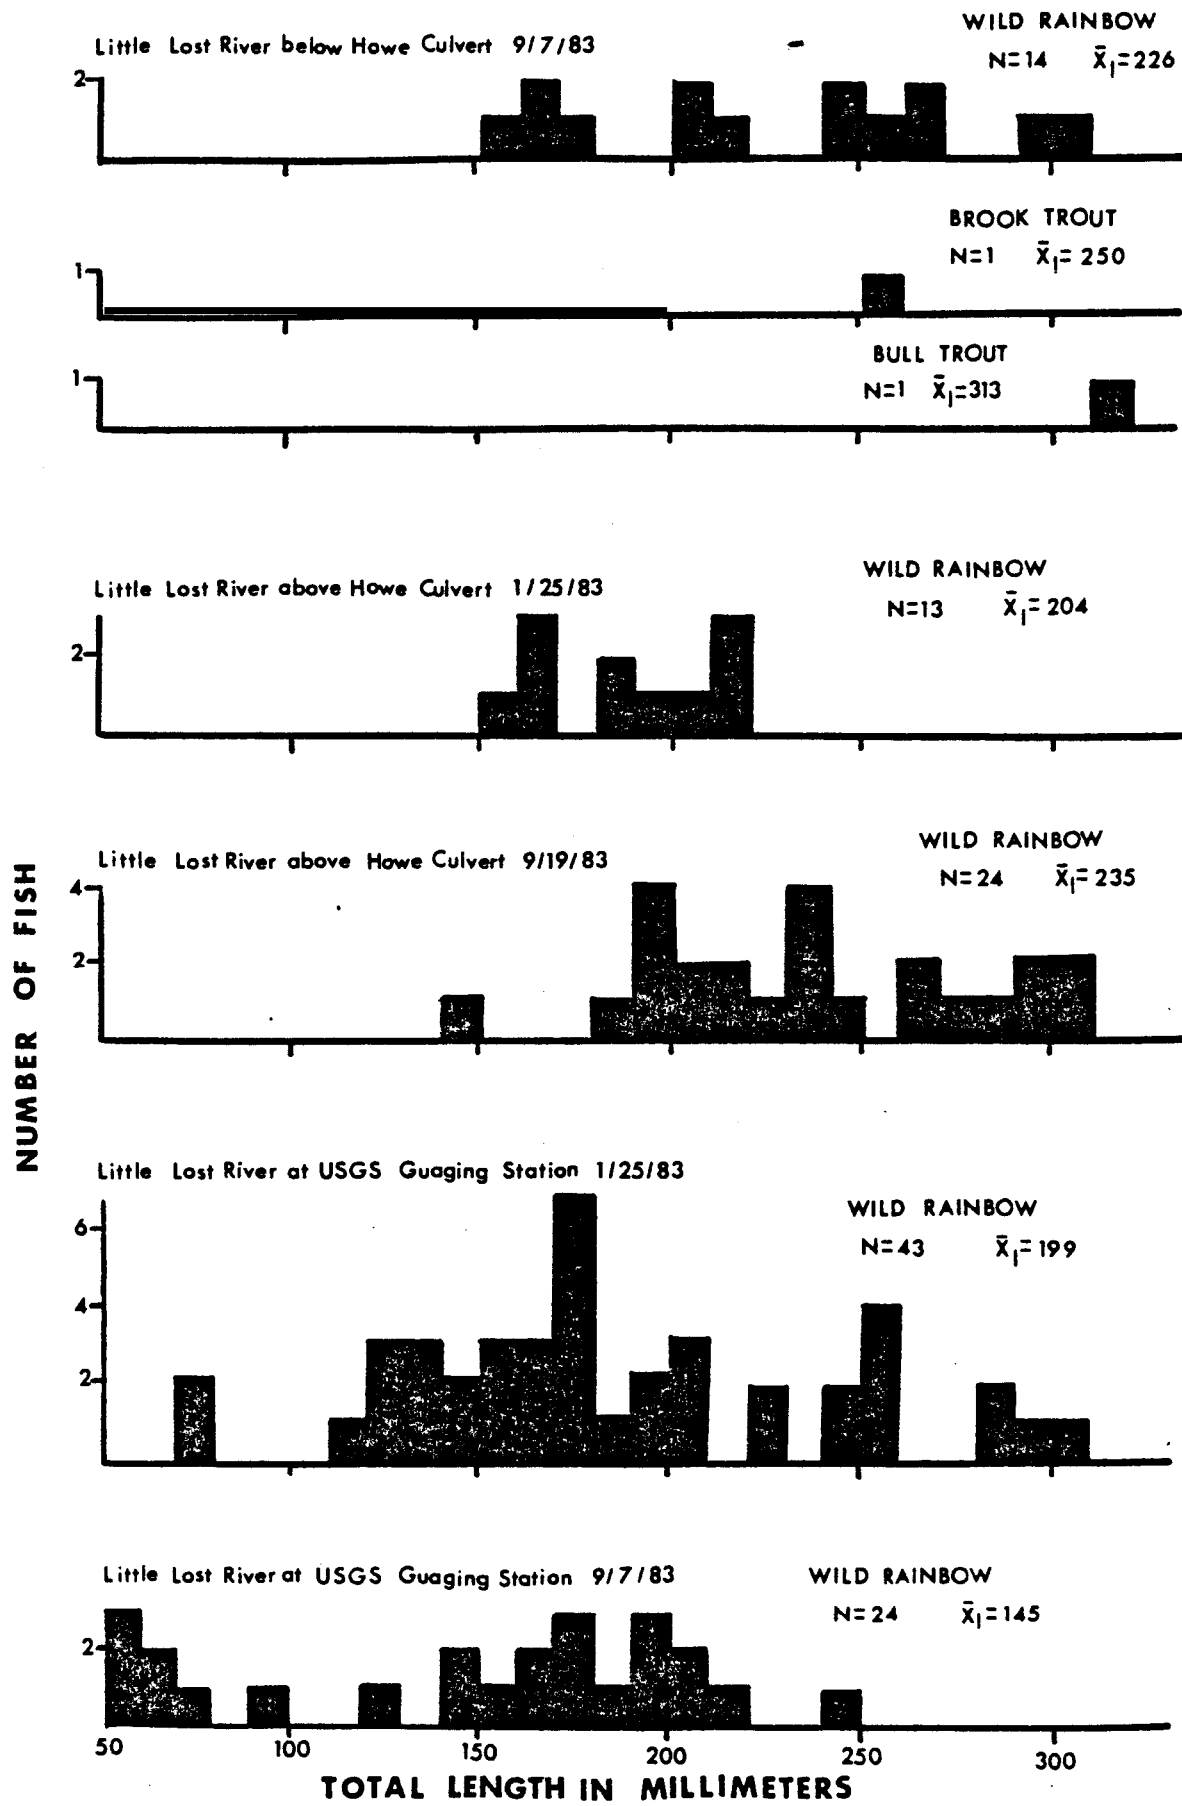 Little Lost River below Howe Culvert 9/7/83
WILD RAINBOW
N=14 X̄ₗ=226
2
BROOK TROUT
N=1 X̄ₗ=250
1
BULL TROUT
N=1 X̄ₗ=313
1
Little Lost River above Howe Culvert 1/25/83
WILD RAINBOW
N=13 X̄ₗ=204
2
Little Lost River above Howe Culvert 9/19/83
WILD RAINBOW
N=24 X̄ₗ=235
4
2
NUMBER OF FISH
Little Lost River at USGS Guaging Station 1/25/83
WILD RAINBOW
N=43 X̄ₗ=199
6
4
2
Little Lost River at USGS Guaging Station 9/7/83
WILD RAINBOW
N=24 X̄ₗ=145
2
50 100 150 200 250 300
TOTAL LENGTH IN MILLIMETERS